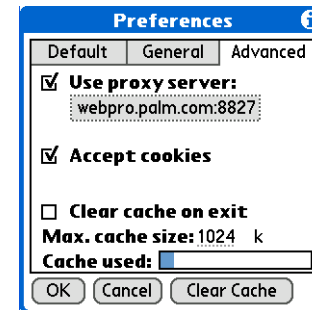 Preferences i
Default General Advanced
Use proxy server:
webpro.palm.com:8827
Accept cookies
Clear cache on exit
Max. cache size: 1024 k
Cache used:
OK Cancel Clear Cache